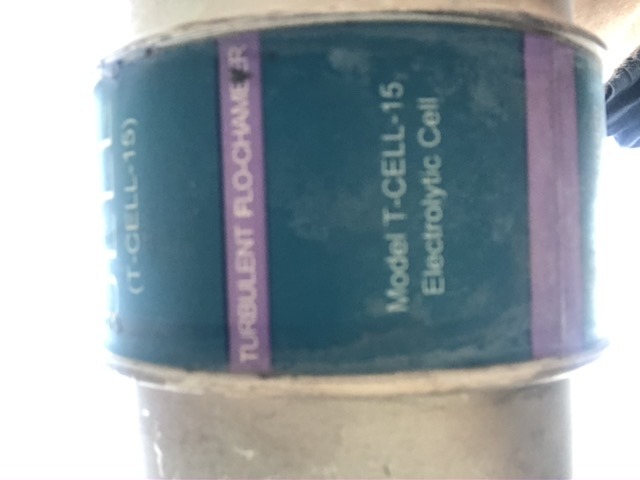 (T-CELL-15)
TURBULENT FLO-CHAMBER
Model T-CELL-15
Electrolytic Cell